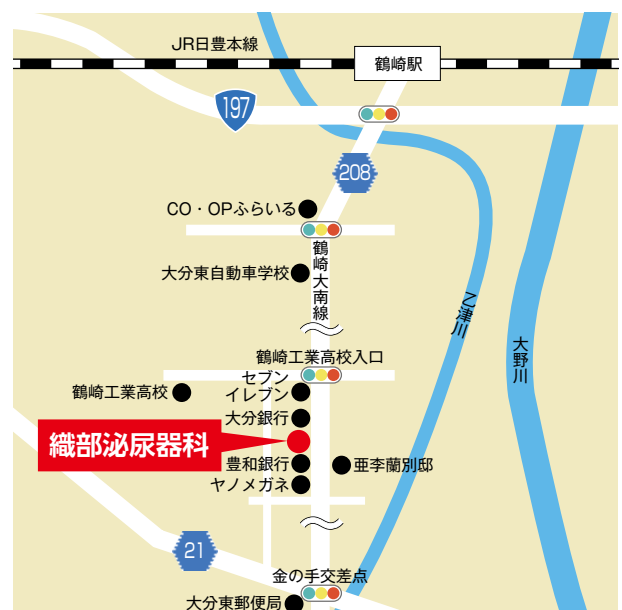 JR日豊本線
鶴崎駅
197
208
CO・OPふらいる
鶴崎大南線
大分東自動車学校
乙津川
大野川
鶴崎工業高校入口
セブン
イレブン
鶴崎工業高校
大分銀行
織部泌尿器科
豊和銀行
亜李蘭別邸
ヤノメガネ
21
金の手交差点
大分東郵便局